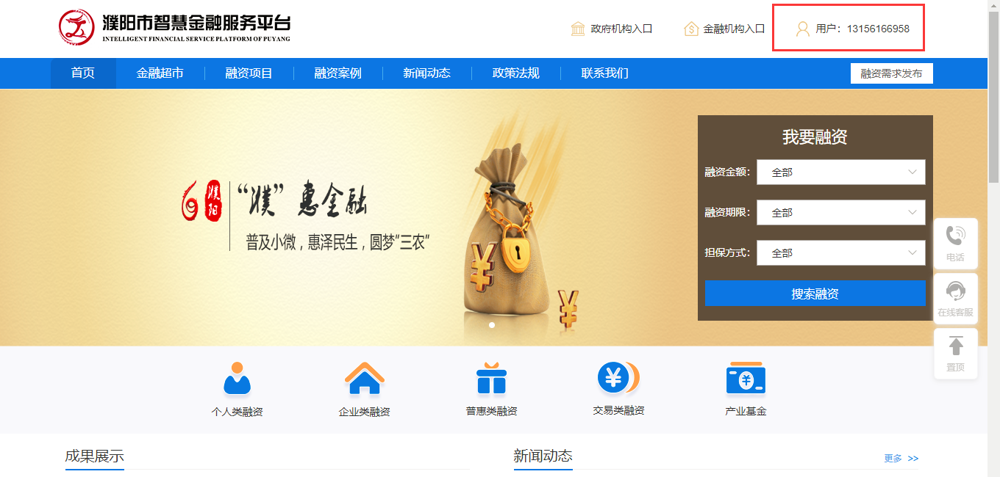 濮阳市智慧金融服务平台
INTELLIGENT FINANCIAL SERVICE PLATFORM OF PUYANG
政府机构入口
金融机构入口
用户：13156166958
首页 金融超市 融资项目 融资案例 新闻动态 政策法规 联系我们
融资需求发布
濮阳
“濮”惠金融
普及小微，惠泽民生，圆梦“三农”
我要融资
融资金额： 全部
融资期限： 全部
担保方式： 全部
搜索融资
电话
在线客服
置顶
个人类融资 企业类融资 普惠类融资 交易类融资 产业基金
成果展示
新闻动态
更多 >>